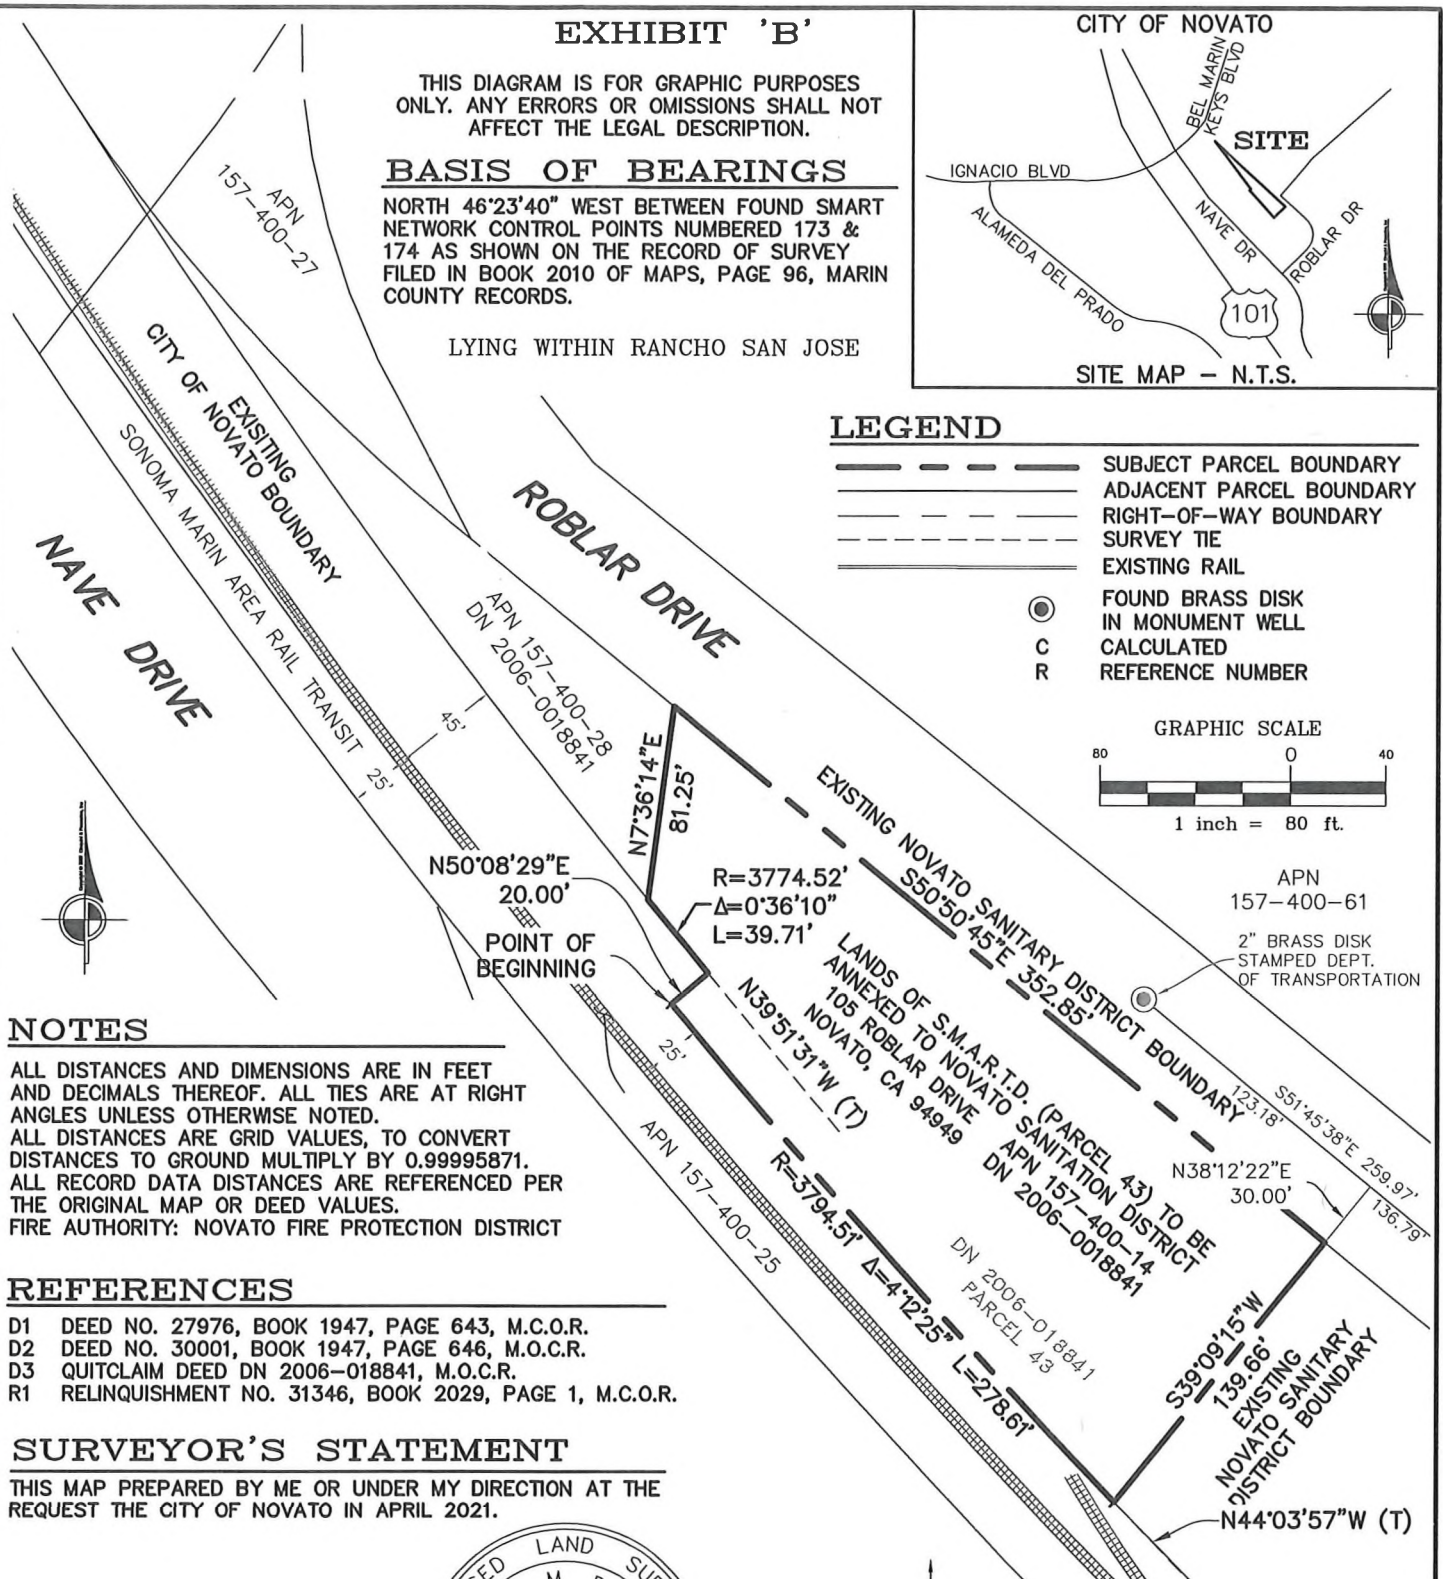 EXHIBIT 'B'
THIS DIAGRAM IS FOR GRAPHIC PURPOSES
ONLY. ANY ERRORS OR OMISSIONS SHALL NOT
AFFECT THE LEGAL DESCRIPTION.
BASIS OF BEARINGS
NORTH 46°23'40" WEST BETWEEN FOUND SMART
NETWORK CONTROL POINTS NUMBERED 173 &
174 AS SHOWN ON THE RECORD OF SURVEY
FILED IN BOOK 2010 OF MAPS, PAGE 96, MARIN
COUNTY RECORDS.
LYING WITHIN RANCHO SAN JOSE
CITY OF NOVATO
BEL MARIN
KEYS BLVD
SITE
IGNACIO BLVD
ALAMEDA DEL PRADO
NAVE DR
ROBLAR DR
101
SITE MAP - N.T.S.
LEGEND
SUBJECT PARCEL BOUNDARY
ADJACENT PARCEL BOUNDARY
RIGHT-OF-WAY BOUNDARY
SURVEY TIE
EXISTING RAIL
FOUND BRASS DISK
IN MONUMENT WELL
C CALCULATED
R REFERENCE NUMBER
GRAPHIC SCALE
80 0 40
1 inch = 80 ft.
APN
157-400-27
EXISITING
CITY OF NOVATO BOUNDARY
SONOMA MARIN AREA RAIL TRANSIT
NAVE DRIVE
ROBLAR DRIVE
APN 157-400-28
DN 2006-0018841
45'
25'
N7°36'14"E
81.25'
N50°08'29"E
20.00'
POINT OF
BEGINNING
R=3774.52'
Δ=0°36'10"
L=39.71'
EXISTING NOVATO SANITARY DISTRICT BOUNDARY
S50°50'45"E 352.85'
LANDS OF S.M.A.R.T.D. (PARCEL 43) TO BE
ANNEXED TO NOVATO SANITATION DISTRICT
105 ROBLAR DRIVE APN 157-400-14
NOVATO, CA 94949 DN 2006-0018841
N39°51'31"W (T)
25'
APN 157-400-25
R=3794.51' Δ=4°12'25" L=278.61'
DN 2006-018841
PARCEL 43
APN
157-400-61
2" BRASS DISK
STAMPED DEPT.
OF TRANSPORTATION
S51°45'38"E 259.97'
123.18'
136.79'
N38°12'22"E
30.00'
S39°09'15"W
139.66'
EXISTING
NOVATO SANITARY
DISTRICT BOUNDARY
N44°03'57"W (T)
NOTES
ALL DISTANCES AND DIMENSIONS ARE IN FEET
AND DECIMALS THEREOF. ALL TIES ARE AT RIGHT
ANGLES UNLESS OTHERWISE NOTED.
ALL DISTANCES ARE GRID VALUES, TO CONVERT
DISTANCES TO GROUND MULTIPLY BY 0.99995871.
ALL RECORD DATA DISTANCES ARE REFERENCED PER
THE ORIGINAL MAP OR DEED VALUES.
FIRE AUTHORITY: NOVATO FIRE PROTECTION DISTRICT
REFERENCES
D1 DEED NO. 27976, BOOK 1947, PAGE 643, M.C.O.R.
D2 DEED NO. 30001, BOOK 1947, PAGE 646, M.O.C.R.
D3 QUITCLAIM DEED DN 2006-018841, M.O.C.R.
R1 RELINQUISHMENT NO. 31346, BOOK 2029, PAGE 1, M.C.O.R.
SURVEYOR'S STATEMENT
THIS MAP PREPARED BY ME OR UNDER MY DIRECTION AT THE
REQUEST THE CITY OF NOVATO IN APRIL 2021.
LAND